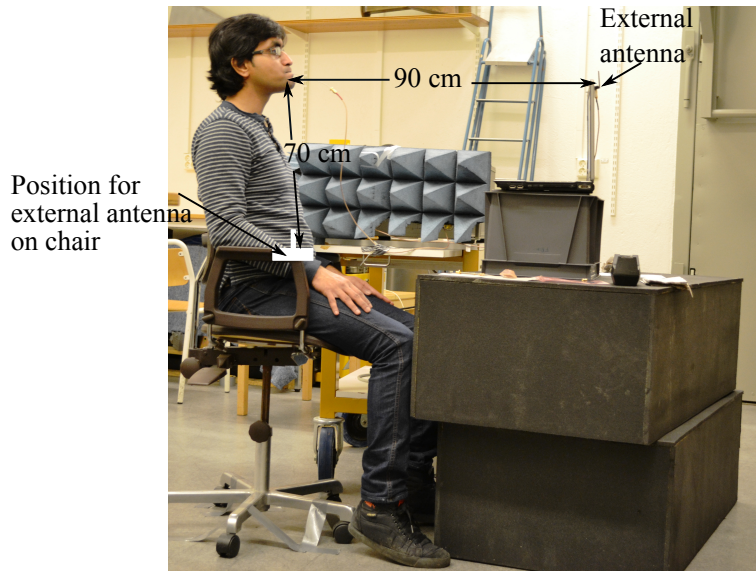 External
antenna
90 cm
70 cm
Position for
external antenna
on chair